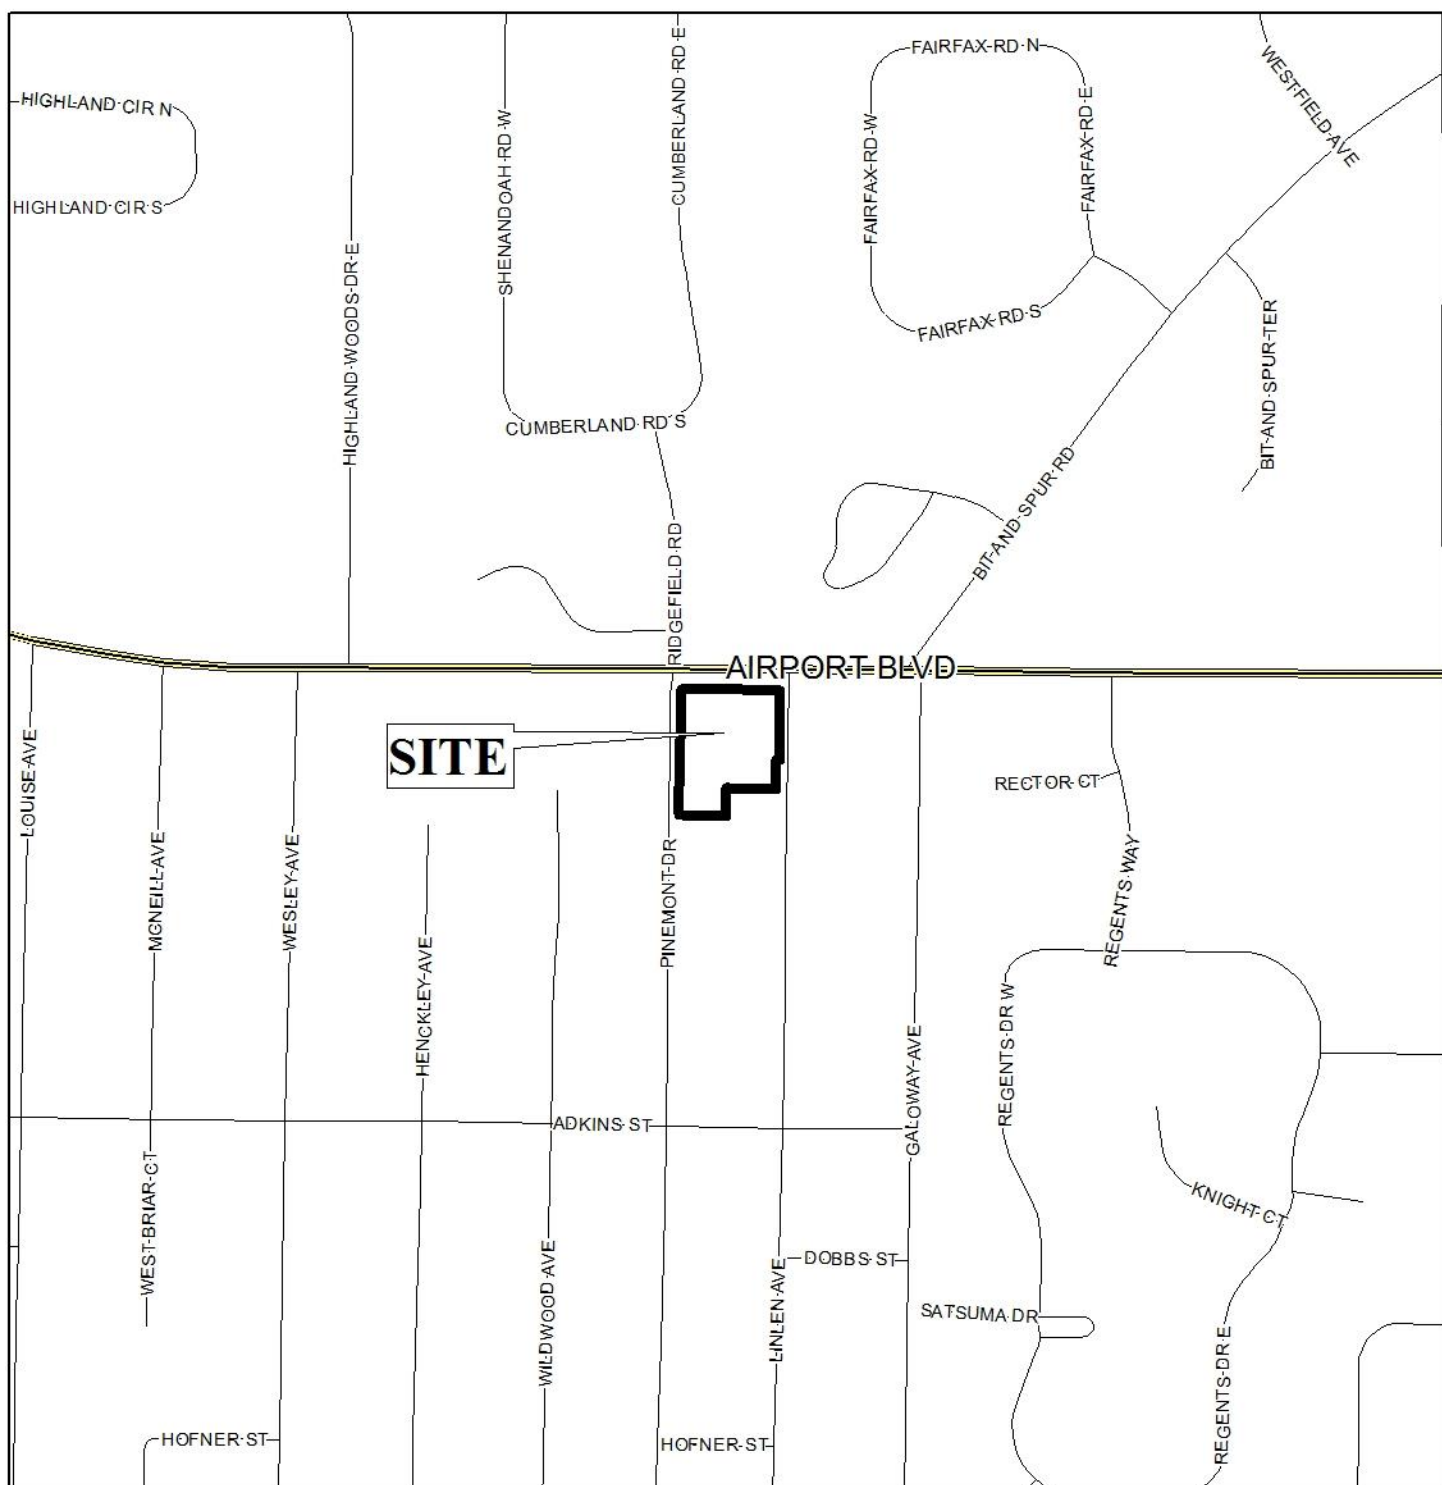 FAIRFAX RD N
WESTFIELD AVE
CUMBERLAND RD E
HIGHLAND CIR N
SHENANDOAH RD W
FAIRFAX RD W
FAIRFAX RD E
HIGHLAND CIR S
HIGHLAND WOODS DR E
FAIRFAX RD S
BIT AND SPUR TER
CUMBERLAND RD S
BIT AND SPUR RD
RIDGEFIELD RD
AIRPORT BLVD
SITE
LOUISE AVE
RECTOR CT
MCNEILL AVE
WESLEY AVE
PINEMONT DR
REGENTS WAY
HENCKLEY AVE
REGENTS DR W
GALOWAY AVE
ADKINS ST
WEST BRIAR CT
KNIGHT CT
WILDWOOD AVE
LINLEN AVE
DOBBS ST
SATSUMA DR
REGENTS DR E
HOFNER ST
HOFNER ST